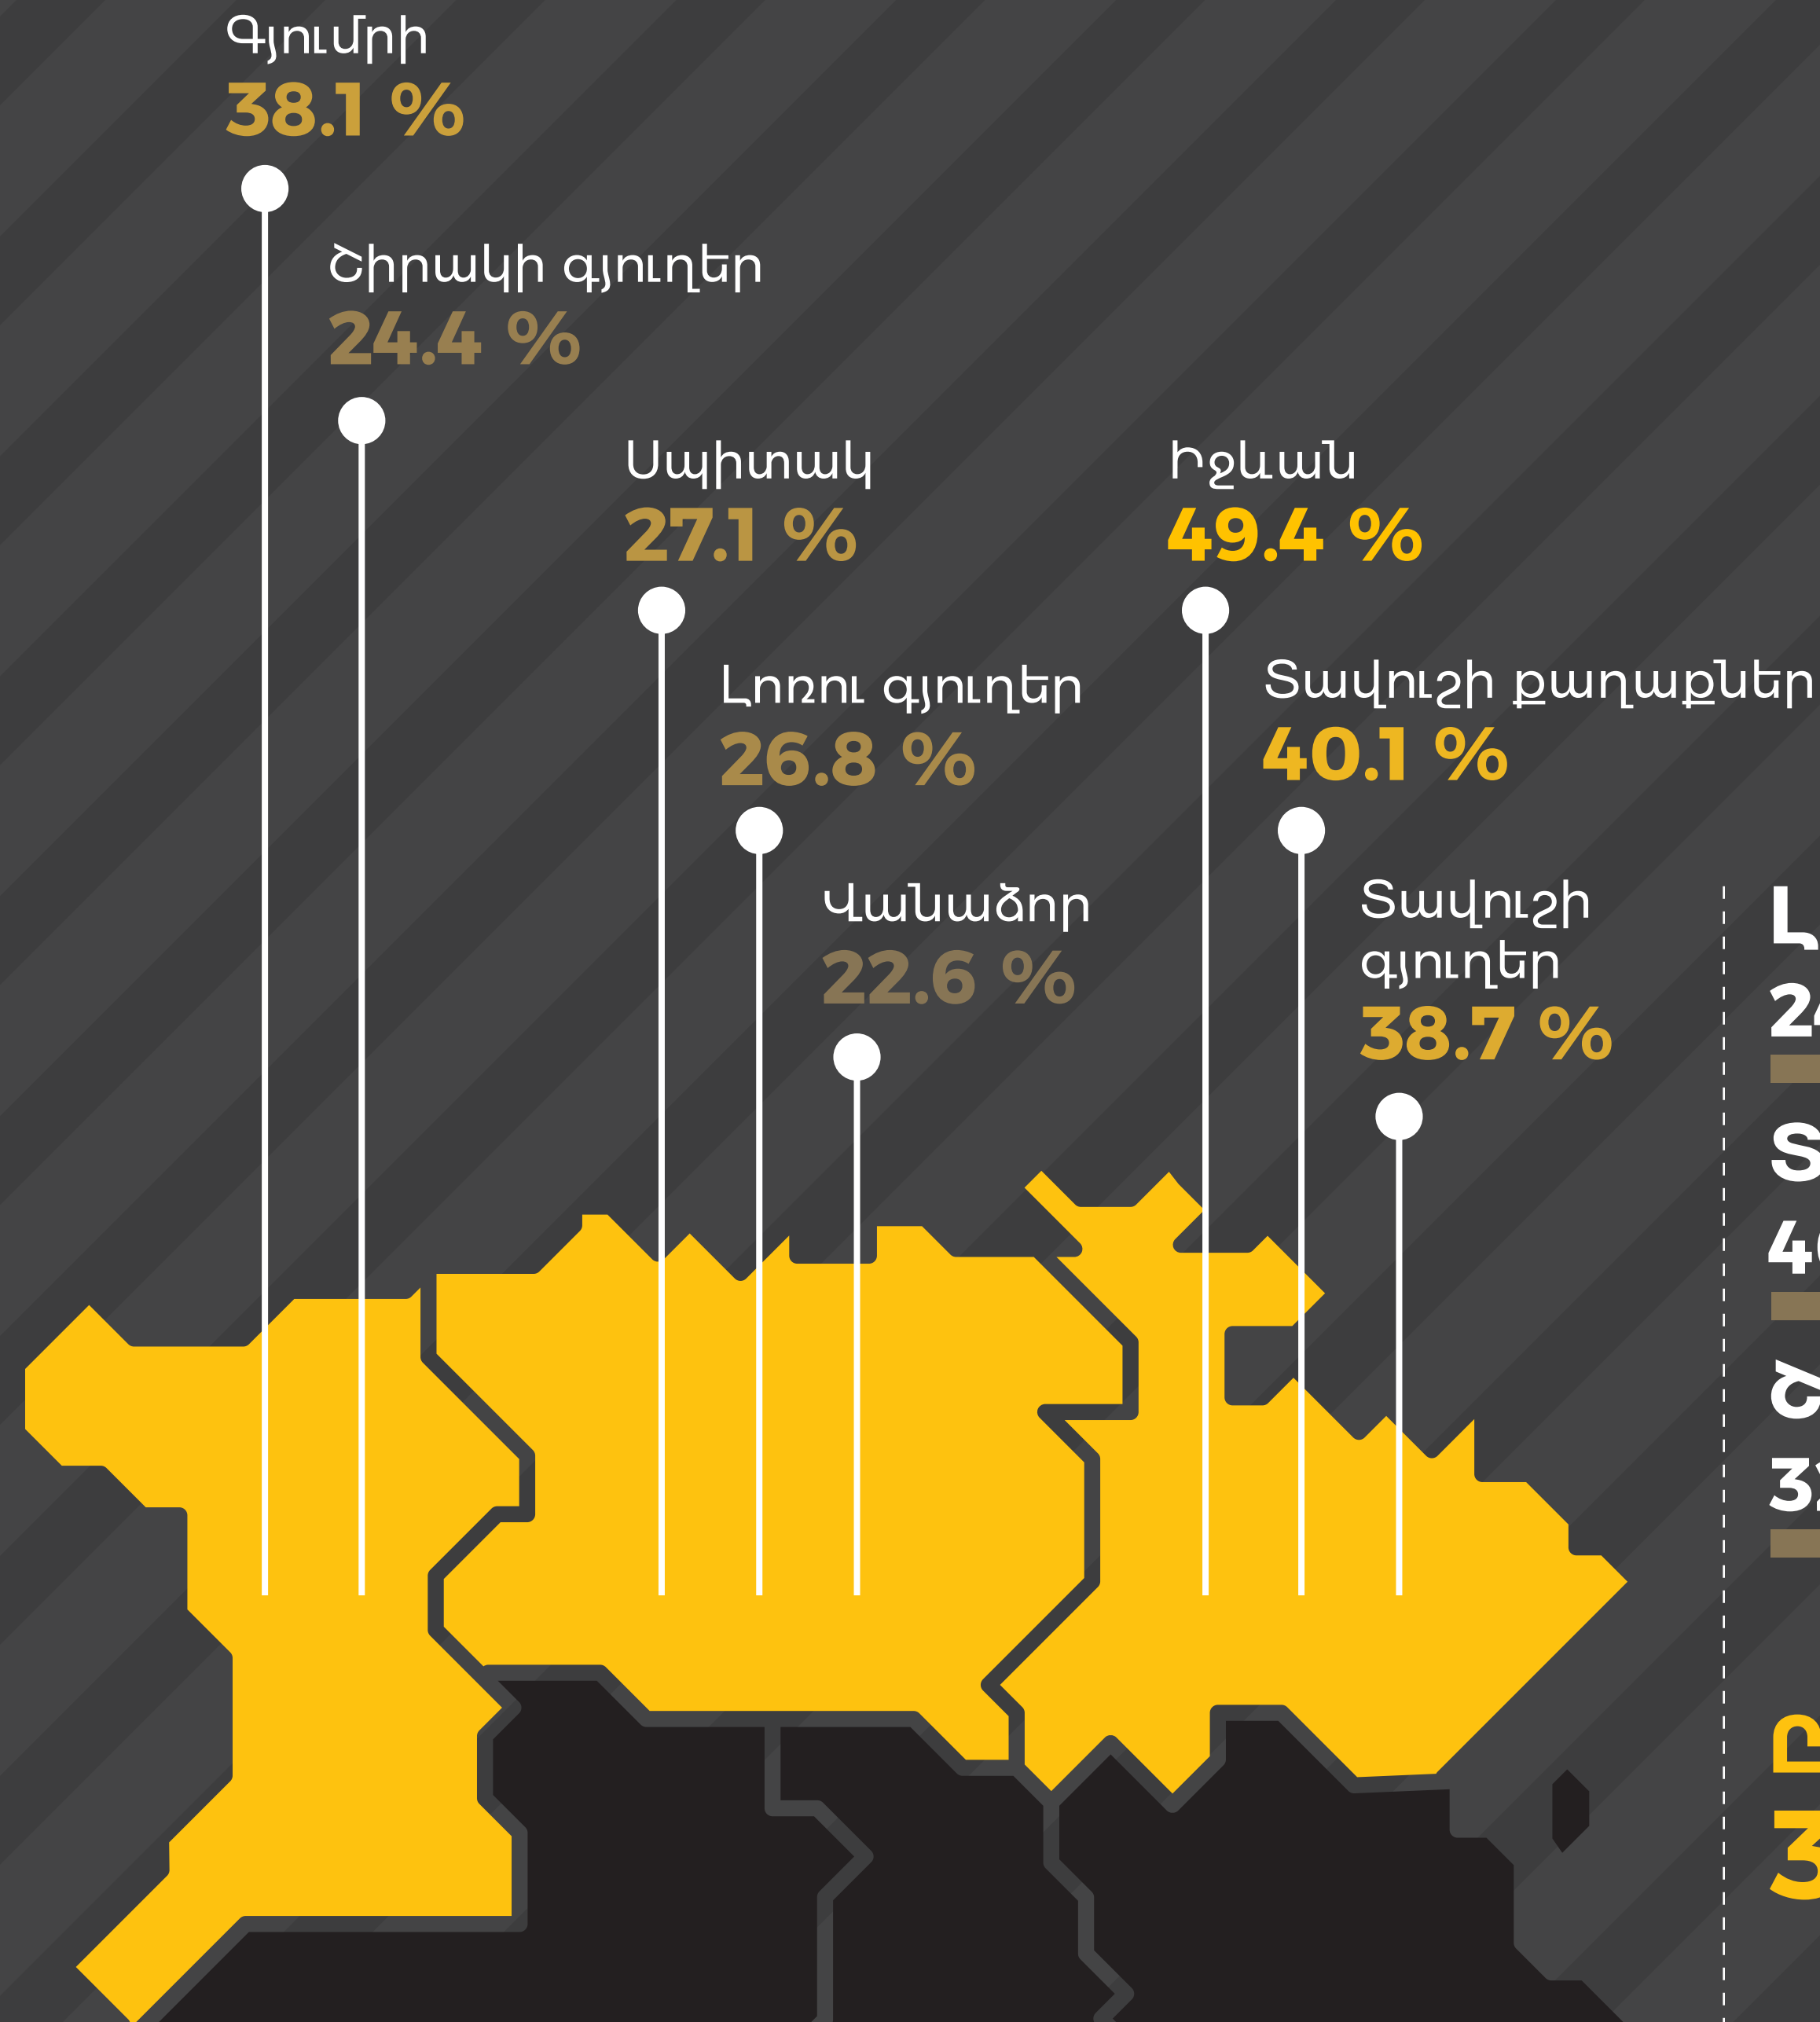 Գյումրի
38.1 %
Շիրակի գյուղեր
24.4 %
Սպիտակ
27.1 %
Իջևան
49.4 %
Լոռու գյուղեր
26.8 %
Տավուշի քաղաքներ
40.1 %
Վանաձոր
22.6 %
Տավուշի
գյուղեր
38.7 %